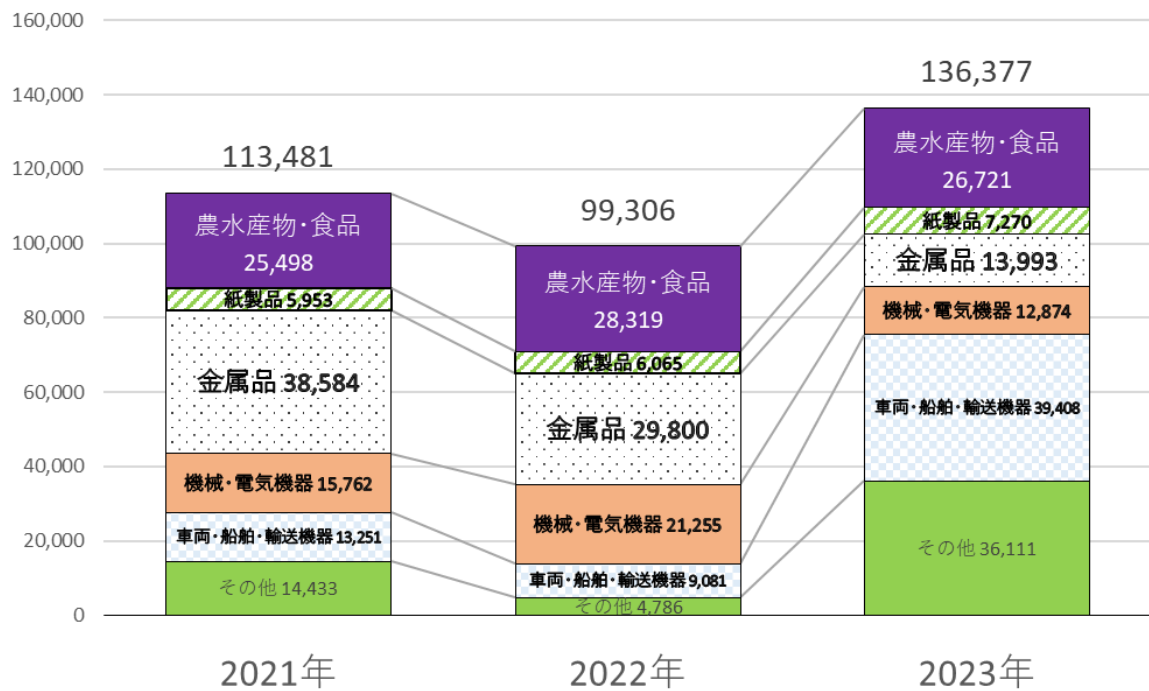 160,000
140,000
120,000
100,000
80,000
60,000
40,000
20,000
0
113,481
農水産物・食品
25,498
紙製品 5,953
金属品 38,584
機械・電気機器 15,762
車両・船舶・輸送機器 13,251
その他 14,433
2021年
99,306
農水産物・食品
28,319
紙製品 6,065
金属品 29,800
機械・電気機器 21,255
車両・船舶・輸送機器 9,081
その他 4,786
2022年
136,377
農水産物・食品
26,721
紙製品 7,270
金属品 13,993
機械・電気機器 12,874
車両・船舶・輸送機器 39,408
その他 36,111
2023年